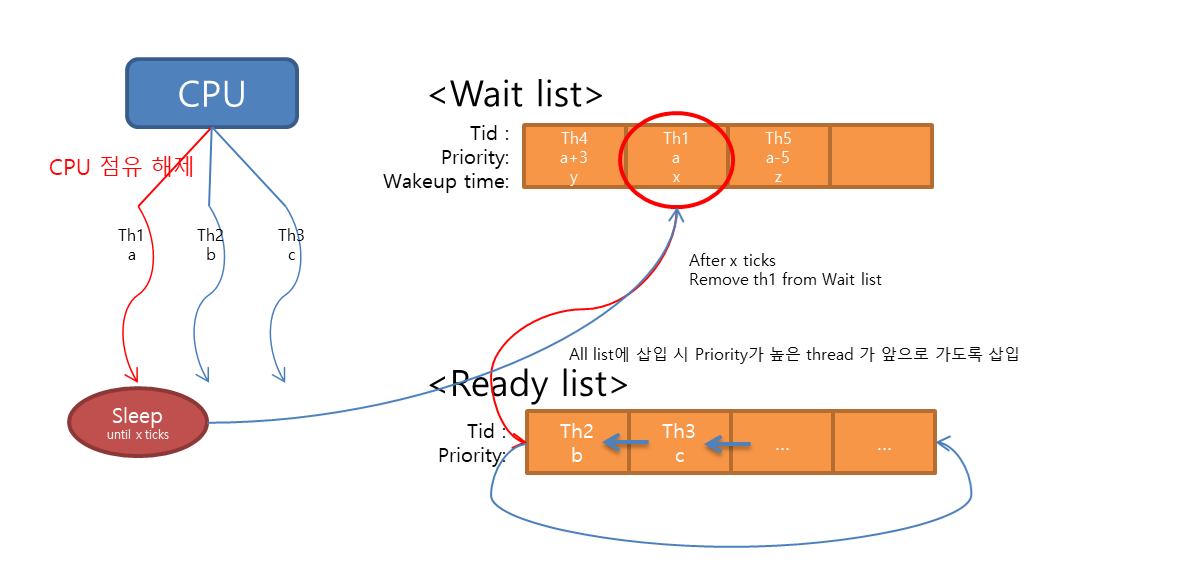 CPU
CPU 점유 해제
Th1
a
Th2
b
Th3
c
Sleep
until x ticks
<Wait list>
Tid :
Priority:
Wakeup time:
Th4
a+3
y
Th1
a
x
Th5
a-5
z
After x ticks
Remove th1 from Wait list
All list에 삽입 시 Priority가 높은 thread 가 앞으로 가도록 삽입
<Ready list>
Tid :
Priority:
Th2
b
Th3
c
...
...